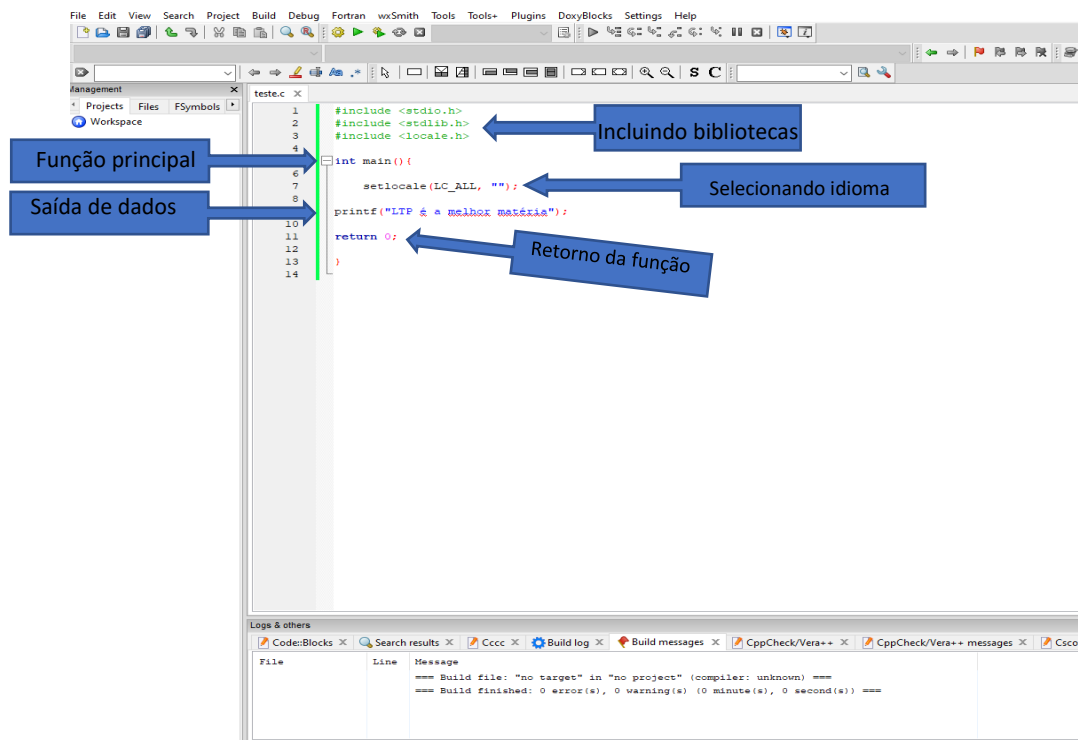 File Edit View Search Project Build Debug Fortran wxSmith Tools Tools+ Plugins DoxyBlocks Settings Help
S C
Management
Projects Files FSymbols
Workspace
teste.c
1 #include <stdio.h>
2 #include <stdlib.h>
3 #include <locale.h>
Incluindo bibliotecas
4
Função principal
int main(){
6
7 setlocale(LC_ALL, "");
Selecionando idioma
8
Saída de dados
printf("LTP é a melhor matéria");
10
11 return 0;
Retorno da função
12
13 }
14
Logs & others
Code::Blocks Search results Cccc Build log Build messages CppCheck/Vera++ CppCheck/Vera++ messages Csco
File Line Message
=== Build file: "no target" in "no project" (compiler: unknown) ===
=== Build finished: 0 error(s), 0 warning(s) (0 minute(s), 0 second(s)) ===